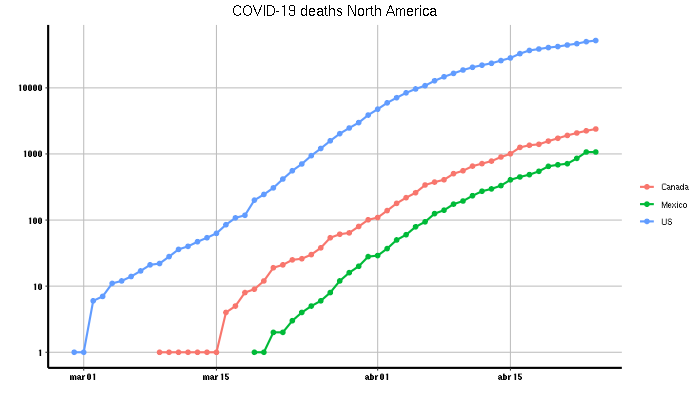 COVID-19 deaths North America
10000
1000
100
10
1
mar 01
mar 15
abr 01
abr 15
Canada
Mexico
US